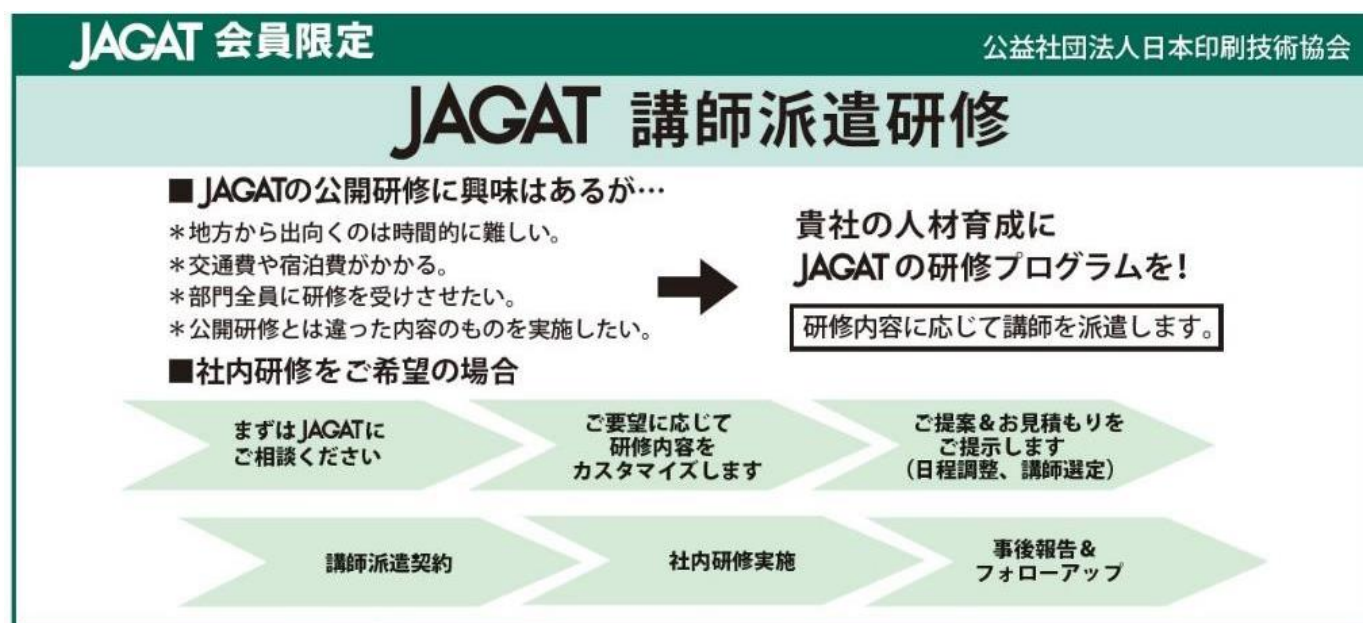 JAGAT 会員限定
公益社団法人日本印刷技術協会
JAGAT 講師派遣研修
■ JAGATの公開研修に興味はあるが…
＊地方から出向くのは時間的に難しい。
＊交通費や宿泊費がかかる。
＊部門全員に研修を受けさせたい。
＊公開研修とは違った内容のものを実施したい。
貴社の人材育成に
JAGAT の研修プログラムを！
研修内容に応じて講師を派遣します。
■社内研修をご希望の場合
まずは JAGATに
ご相談ください
ご要望に応じて
研修内容を
カスタマイズします
ご提案＆お見積もりを
ご提示します
（日程調整、講師選定）
講師派遣契約
社内研修実施
事後報告＆
フォローアップ